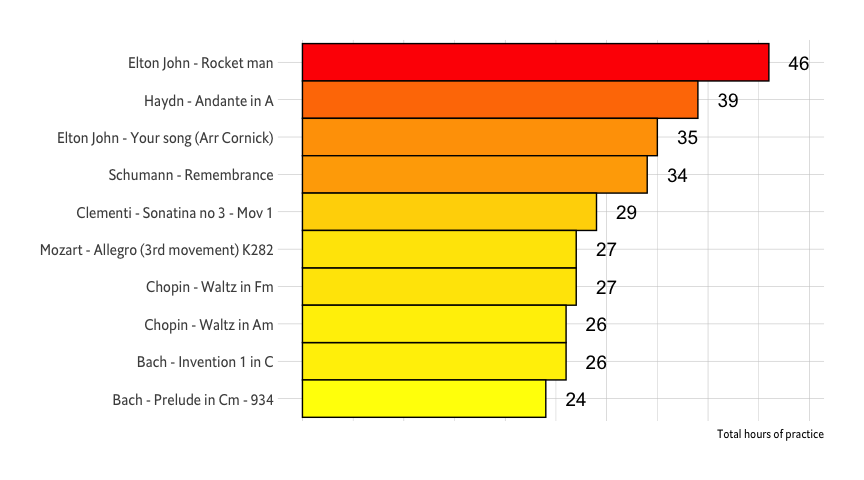 Elton John - Rocket man 46
Haydn - Andante in A 39
Elton John - Your song (Arr Cornick) 35
Schumann - Remembrance 34
Clementi - Sonatina no 3 - Mov 1 29
Mozart - Allegro (3rd movement) K282 27
Chopin - Waltz in Fm 27
Chopin - Waltz in Am 26
Bach - Invention 1 in C 26
Bach - Prelude in Cm - 934 24
Total hours of practice